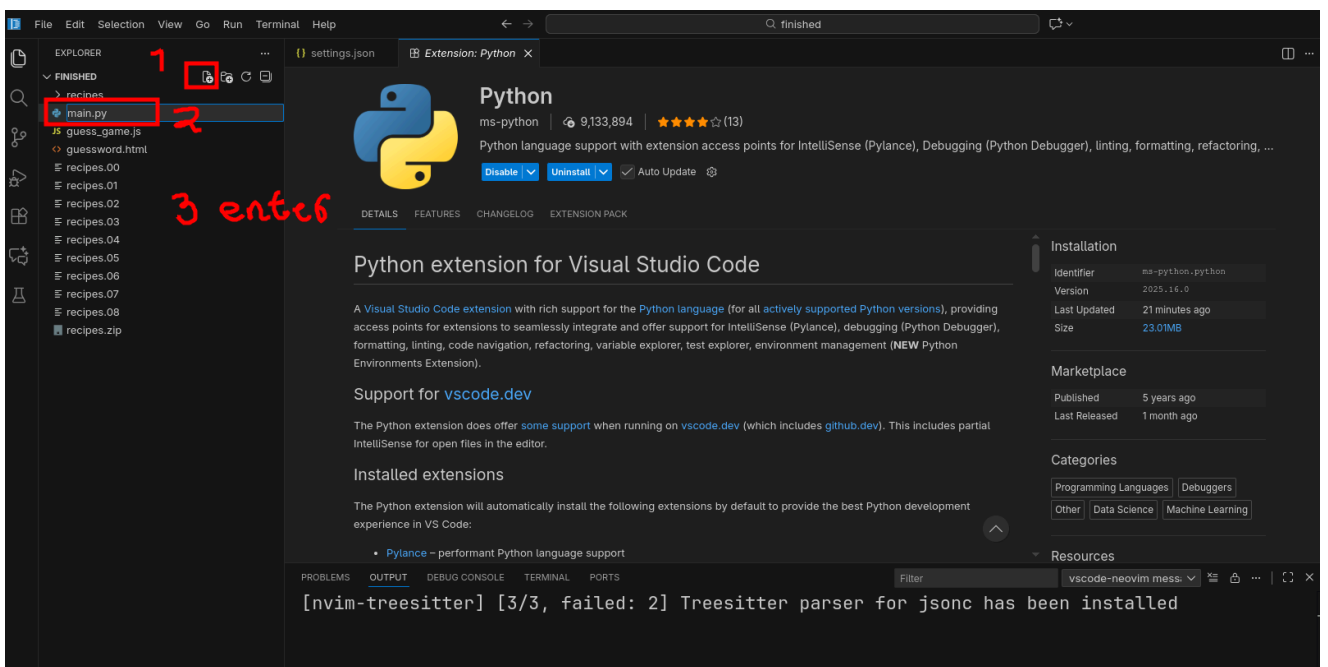 File Edit Selection View Go Run Terminal Help
finished
EXPLORER
1
settings.json
Extension: Python
FINISHED
recipes
main.py
2
JS guess_game.js
<> guessword.html
recipes.00
recipes.01
recipes.02
recipes.03
recipes.04
recipes.05
recipes.06
recipes.07
recipes.08
recipes.zip
3 enter
Python
ms-python | 9,133,894 | (13)
Python language support with extension access points for IntelliSense (Pylance), Debugging (Python Debugger), linting, formatting, refactoring, ...
Disable Uninstall Auto Update
DETAILS FEATURES CHANGELOG EXTENSION PACK
Python extension for Visual Studio Code
A Visual Studio Code extension with rich support for the Python language (for all actively supported Python versions), providing
access points for extensions to seamlessly integrate and offer support for IntelliSense (Pylance), debugging (Python Debugger),
formatting, linting, code navigation, refactoring, variable explorer, test explorer, environment management (NEW Python
Environments Extension).
Support for vscode.dev
The Python extension does offer some support when running on vscode.dev (which includes github.dev). This includes partial
IntelliSense for open files in the editor.
Installed extensions
The Python extension will automatically install the following extensions by default to provide the best Python development
experience in VS Code:
• Pylance – performant Python language support
Installation
Identifier ms-python.python
Version 2025.16.0
Last Updated 21 minutes ago
Size 23.01MB
Marketplace
Published 5 years ago
Last Released 1 month ago
Categories
Programming Languages Debuggers
Other Data Science Machine Learning
Resources
PROBLEMS OUTPUT DEBUG CONSOLE TERMINAL PORTS
Filter
vscode-neovim mess
[nvim-treesitter] [3/3, failed: 2] Treesitter parser for jsonc has been installed